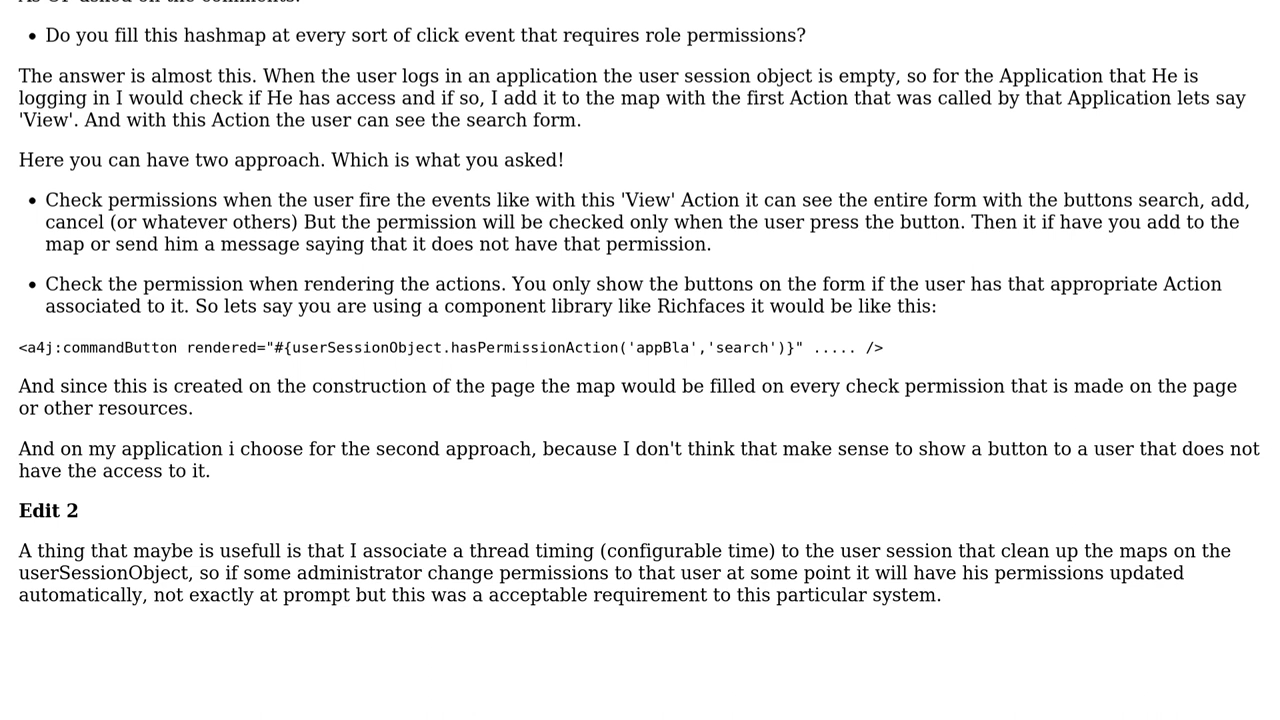 As OP asked on the comments:
• Do you fill this hashmap at every sort of click event that requires role permissions?
The answer is almost this. When the user logs in an application the user session object is empty, so for the Application that He is
logging in I would check if He has access and if so, I add it to the map with the first Action that was called by that Application lets say
'View'. And with this Action the user can see the search form.
Here you can have two approach. Which is what you asked!
• Check permissions when the user fire the events like with this 'View' Action it can see the entire form with the buttons search, add,
cancel (or whatever others) But the permission will be checked only when the user press the button. Then it if have you add to the
map or send him a message saying that it does not have that permission.
• Check the permission when rendering the actions. You only show the buttons on the form if the user has that appropriate Action
associated to it. So lets say you are using a component library like Richfaces it would be like this:
<a4j:commandButton rendered="#{userSessionObject.hasPermissionAction('appBla','search')}" ..... />
And since this is created on the construction of the page the map would be filled on every check permission that is made on the page
or other resources.
And on my application i choose for the second approach, because I don't think that make sense to show a button to a user that does not
have the access to it.
Edit 2
A thing that maybe is usefull is that I associate a thread timing (configurable time) to the user session that clean up the maps on the
userSessionObject, so if some administrator change permissions to that user at some point it will have his permissions updated
automatically, not exactly at prompt but this was a acceptable requirement to this particular system.